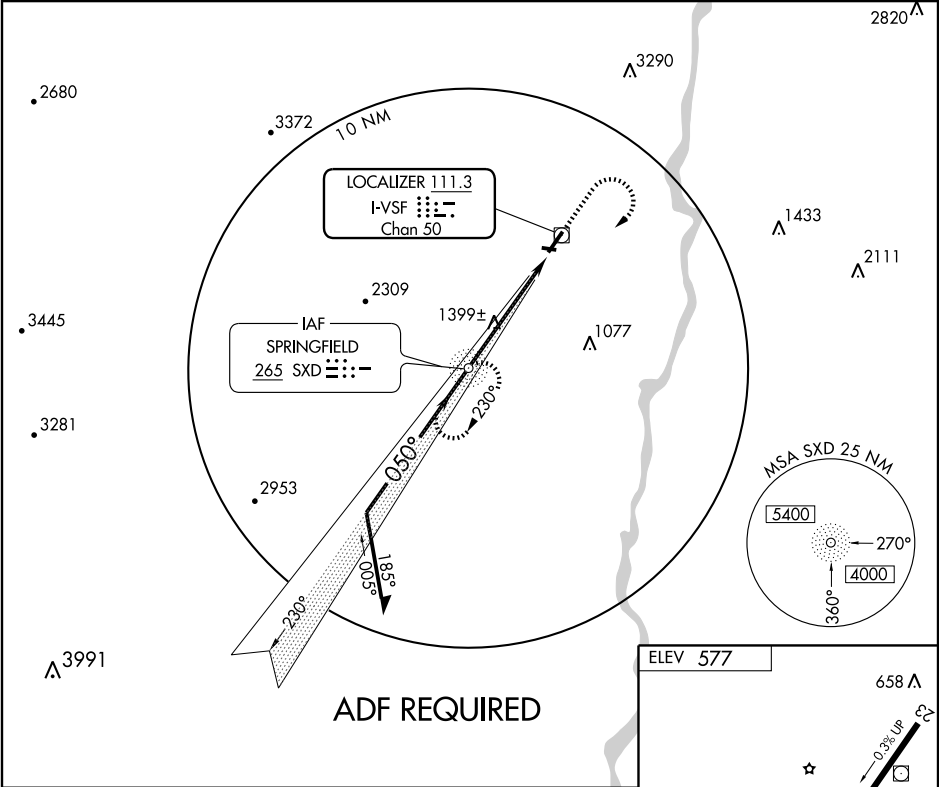 2820
3290
2680
3372
10 NM
LOCALIZER 111.3
I-VSF
Chan 50
1433
2111
2309
1399±
3445
IAF
SPRINGFIELD
265 SXD
1077
230°
3281
050°
MSA SXD 25 NM
2953
5400
270°
4000
360°
185°
005°
230°
3991
ADF REQUIRED
ELEV 577
658
23
0.3% UP